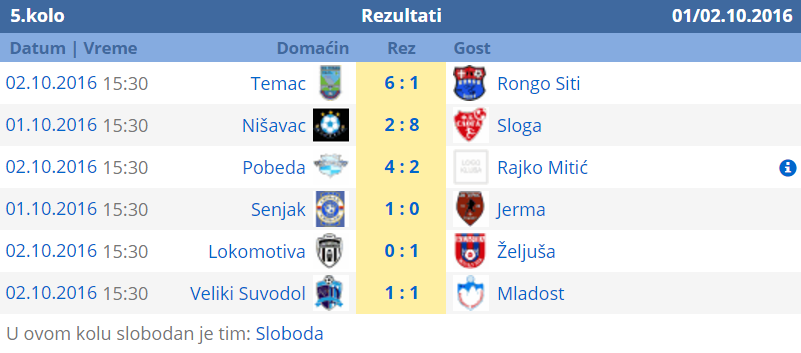 5.kolo Rezultati 01/02.10.2016
Datum | Vreme Domaćin Rez Gost
02.10.2016 15:30 Temac 6 : 1 Rongo Siti
01.10.2016 15:30 Nišavac 2 : 8 Sloga
02.10.2016 15:30 Pobeda 4 : 2 LOGO KLUBA Rajko Mitić
01.10.2016 15:30 Senjak 1 : 0 Jerma
02.10.2016 15:30 Lokomotiva 0 : 1 Željuša
02.10.2016 15:30 Veliki Suvodol 1 : 1 Mladost
U ovom kolu slobodan je tim: Sloboda